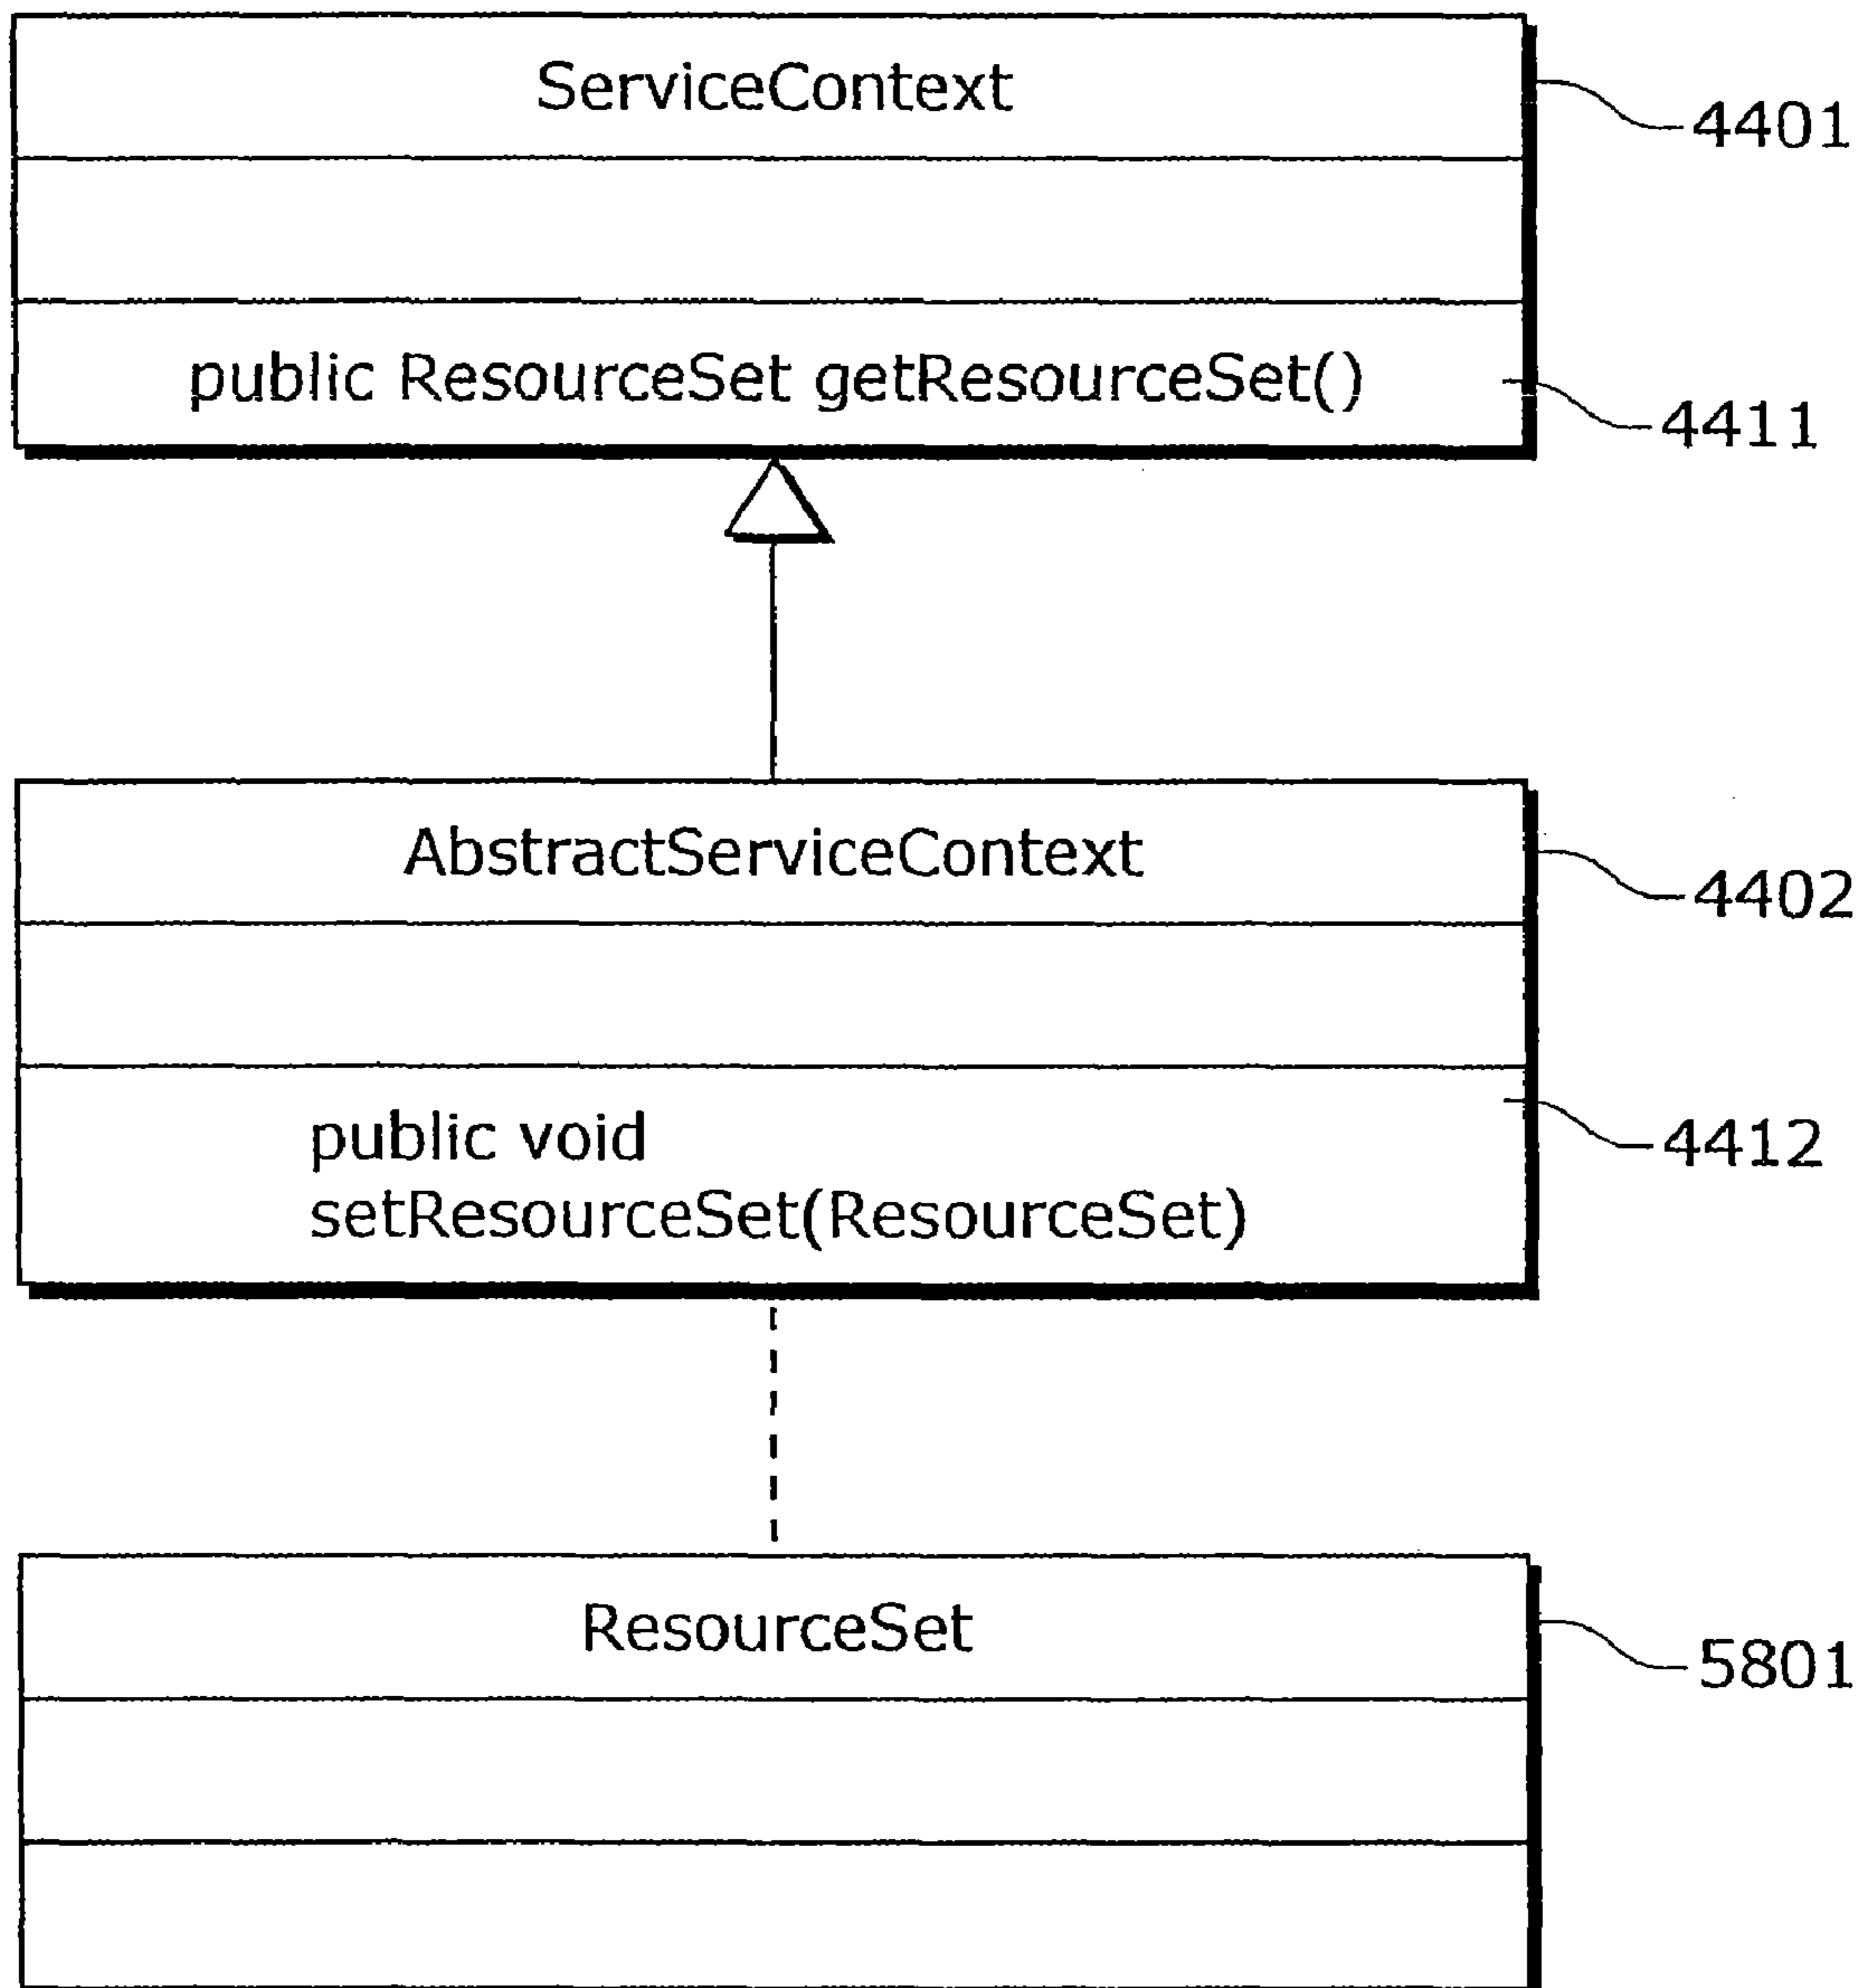 ServiceContext
4401
public ResourceSet getResourceSet()
4411
AbstractServiceContext
4402
public void
setResourceSet(ResourceSet)
4412
ResourceSet
5801